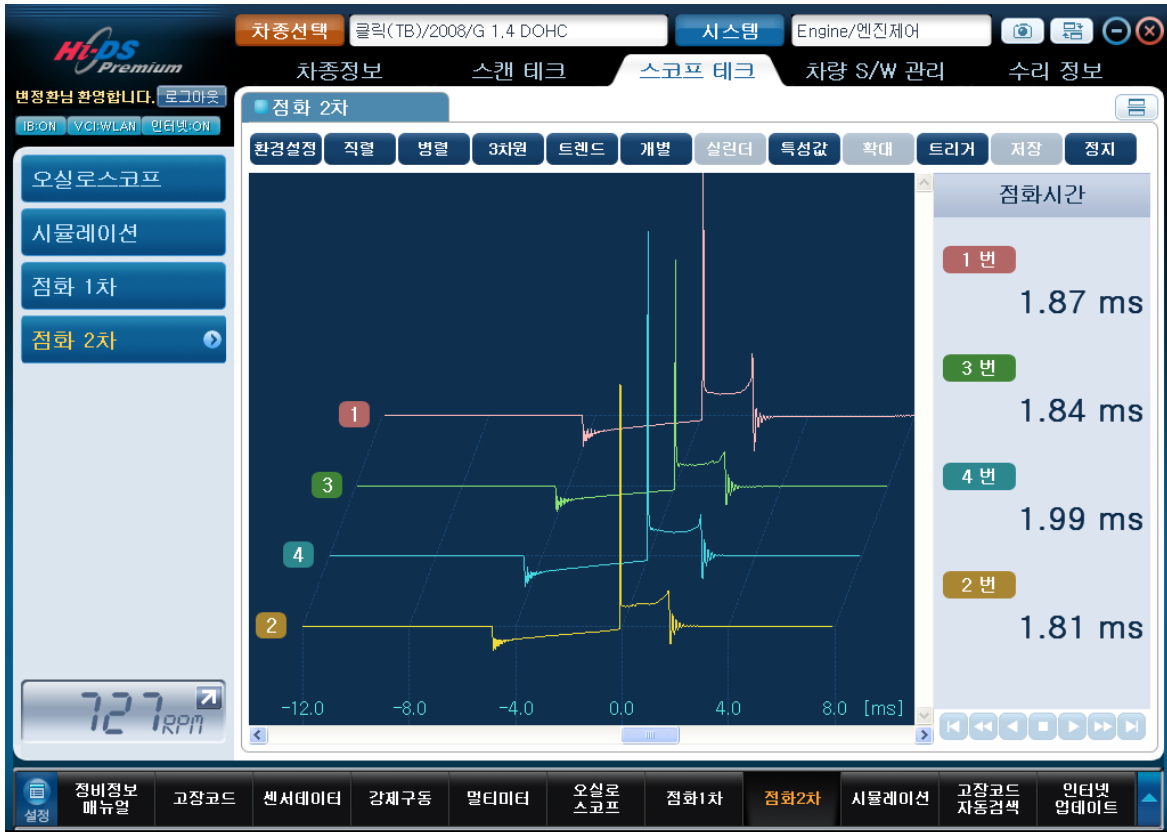 Hi-DS
Premium
차종선택 클릭(TB)/2008/G 1.4 DOHC 시스템 Engine/엔진제어
차종정보 스캔 테크 스코프 테크 차량 S/W 관리 수리 정보
변정환님 환영합니다. 로그아웃
IB:ON VCI:WLAN 인터넷:ON
점화 2차
환경설정 직렬 병렬 3차원 트렌드 개별 실린더 특성값 확대 트리거 저장 정지
오실로스코프
시뮬레이션
점화 1차
점화 2차
점화시간
1 번
1.87 ms
3 번
1.84 ms
4 번
1.99 ms
2 번
1.81 ms
1
3
4
2
-12.0 -8.0 -4.0 0.0 4.0 8.0 [ms]
727 RPM
설정
정비정보
매뉴얼
고장코드
센서데이터
강제구동
멀티미터
오실로
스코프
점화1차
점화2차
시뮬레이션
고장코드
자동검색
인터넷
업데이트